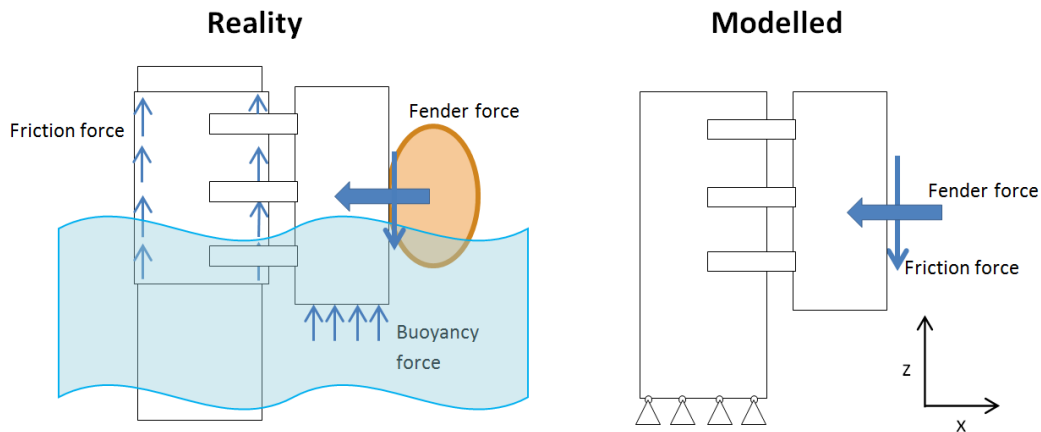 Reality
Friction force
Fender force
Buoyancy
force
Modelled
Fender force
Friction force
Z
X